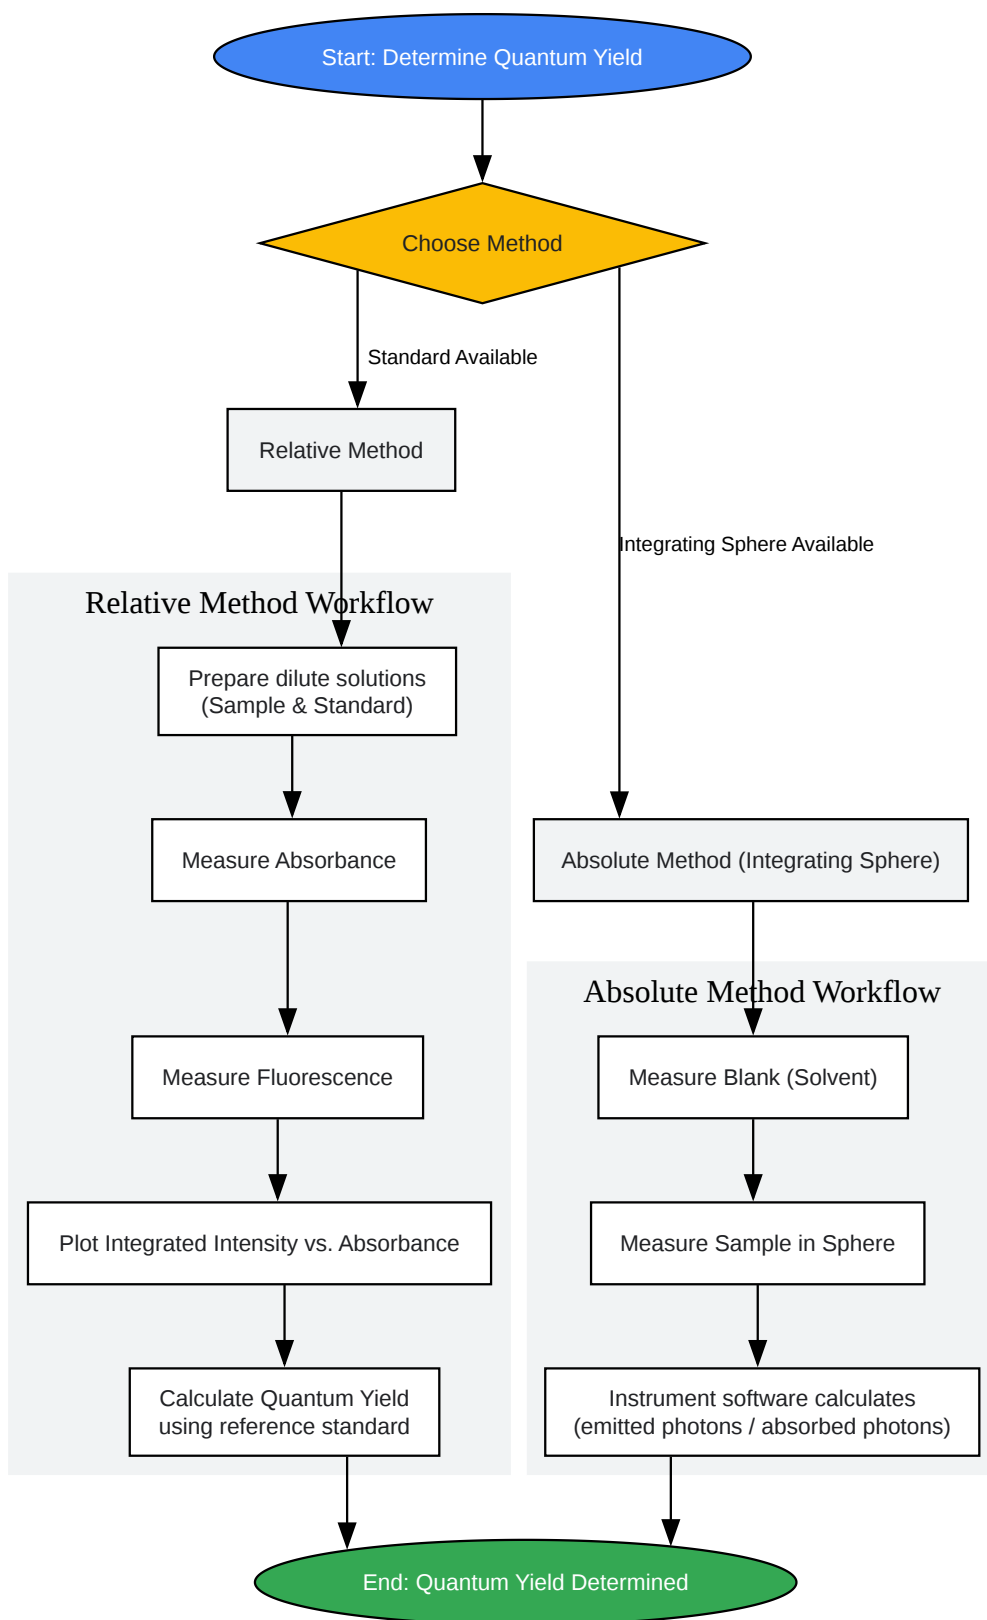 Start: Determine Quantum Yield
Choose Method
Standard Available
Relative Method
Integrating Sphere Available
Relative Method Workflow
Prepare dilute solutions
(Sample & Standard)
Measure Absorbance
Measure Fluorescence
Plot Integrated Intensity vs. Absorbance
Calculate Quantum Yield
using reference standard
Absolute Method (Integrating Sphere)
Absolute Method Workflow
Measure Blank (Solvent)
Measure Sample in Sphere
Instrument software calculates
(emitted photons / absorbed photons)
End: Quantum Yield Determined